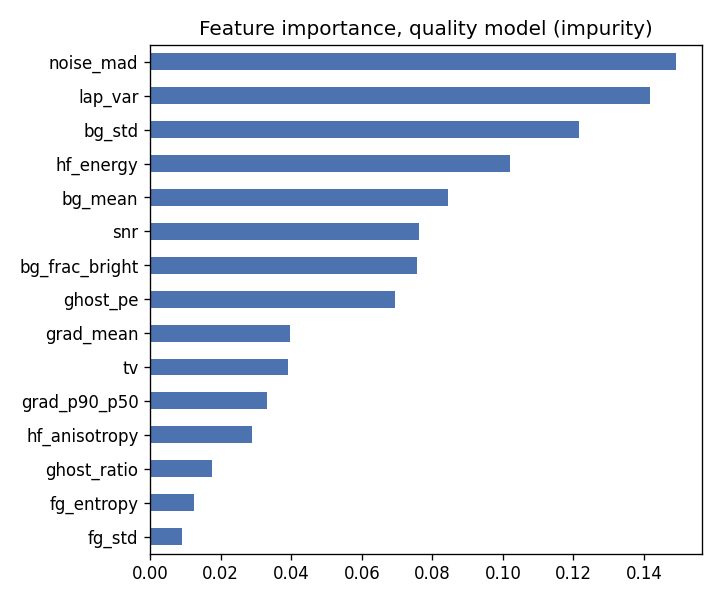 Feature importance, quality model (impurity)
noise_mad
lap_var
bg_std
hf_energy
bg_mean
snr
bg_frac_bright
ghost_pe
grad_mean
tv
grad_p90_p50
hf_anisotropy
ghost_ratio
fg_entropy
fg_std
0.00 0.02 0.04 0.06 0.08 0.10 0.12 0.14